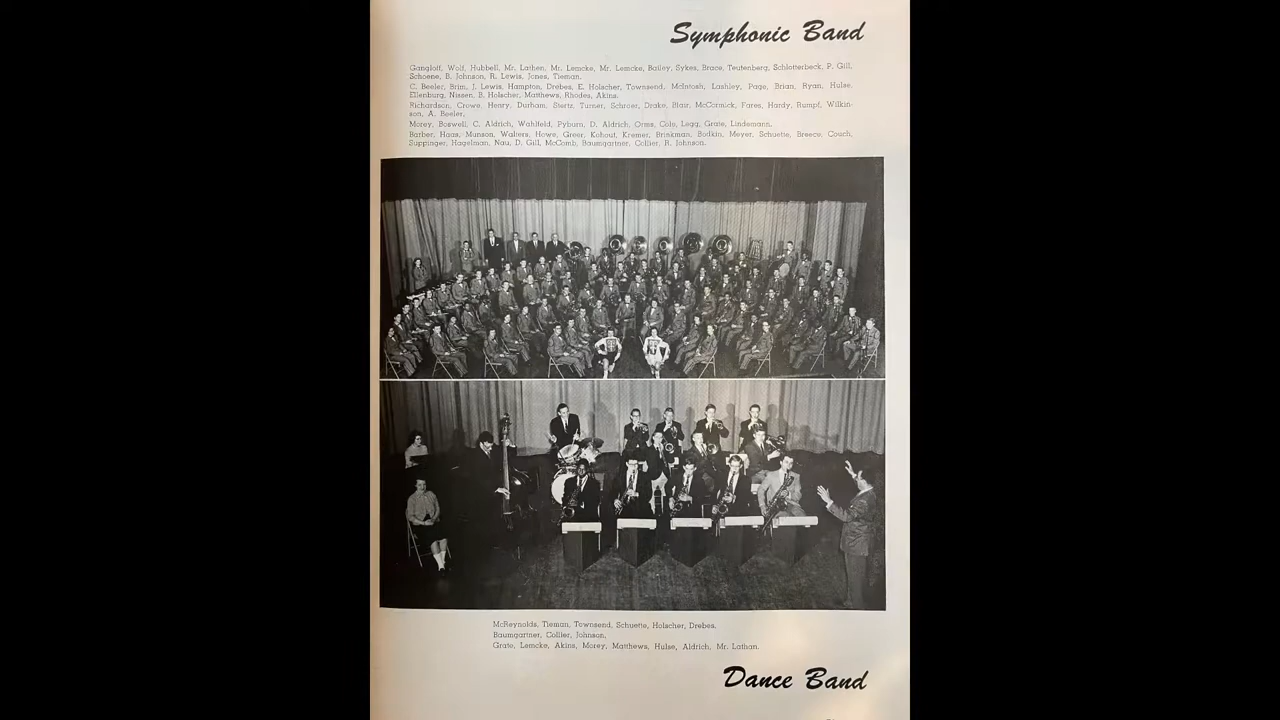 Symphonic Band
Gangloff, Wolf, Hubbell, Mr. Lathen, Mr. Lemcke, Mr. Lemcke, Bailey, Sykes, Brace, Teutenberg, Schlotterbeck, P. Gill,
Schoene, B. Johnson, R. Lewis, Jones, Tieman.
C. Beeler, Brim, J. Lewis, Hampton, Drebes, E. Holscher, Townsend, McIntosh, Lashley, Page, Brian, Ryan, Hulse,
Ellenburg, Nissen, B. Holscher, Matthews, Rhodes, Akins.
Richardson, Crowe, Henry, Durham, Stertz, Turner, Schroer, Drake, Blair, McCormick, Fares, Hardy, Rumpf, Wilkin-
son, A. Beeler,
Morey, Boswell, C. Aldrich, Wahlfeld, Pyburn, D. Aldrich, Orms, Cole, Legg, Grate, Lindemann,
Barber, Haas, Munson, Walters, Howe, Greer, Kohout, Kremer, Brinkman, Bodkin, Meyer, Schuette, Breece, Couch,
Suppinger, Hagelman, Nau, D. Gill, McComb, Baumgartner, Collier, R. Johnson.
McReynolds, Tieman, Townsend, Schuette, Holscher, Drebes,
Baumgartner, Collier, Johnson,
Grate, Lemcke, Akins, Morey, Matthews, Hulse, Aldrich, Mr. Lathan.
Dance Band